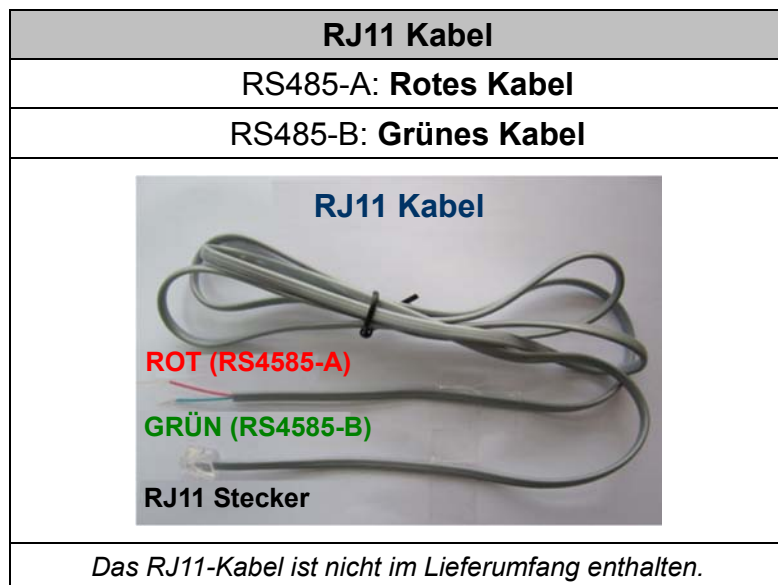 RJ11 Kabel
RS485-A: Rotes Kabel
RS485-B: Grünes Kabel
RJ11 Kabel
ROT (RS4585-A)
GRÜN (RS4585-B)
RJ11 Stecker
Das RJ11-Kabel ist nicht im Lieferumfang enthalten.